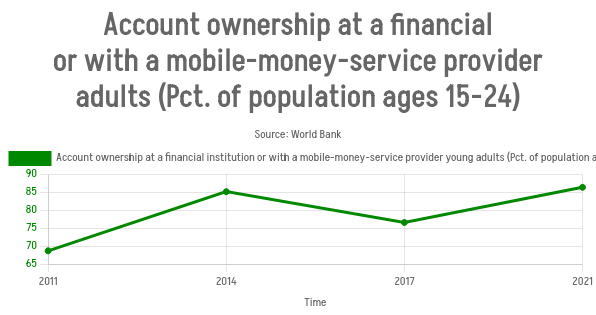 Account ownership at a financial
or with a mobile-money-service provider
adults (Pct. of population ages 15-24)
Source: World Bank
Account ownership at a financial institution or with a mobile-money-service provider young adults (Pct. of population a
90
85
80
75
70
65
2011 2014 2017 2021
Time